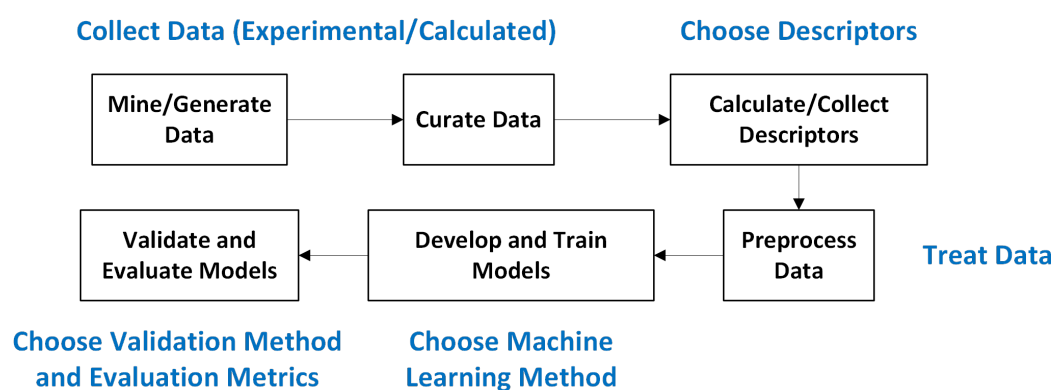 Collect Data (Experimental/Calculated)
Choose Descriptors
Mine/Generate
Data
Curate Data
Calculate/Collect
Descriptors
Validate and
Evaluate Models
Develop and Train
Models
Preprocess
Data
Treat Data
Choose Validation Method
and Evaluation Metrics
Choose Machine
Learning Method